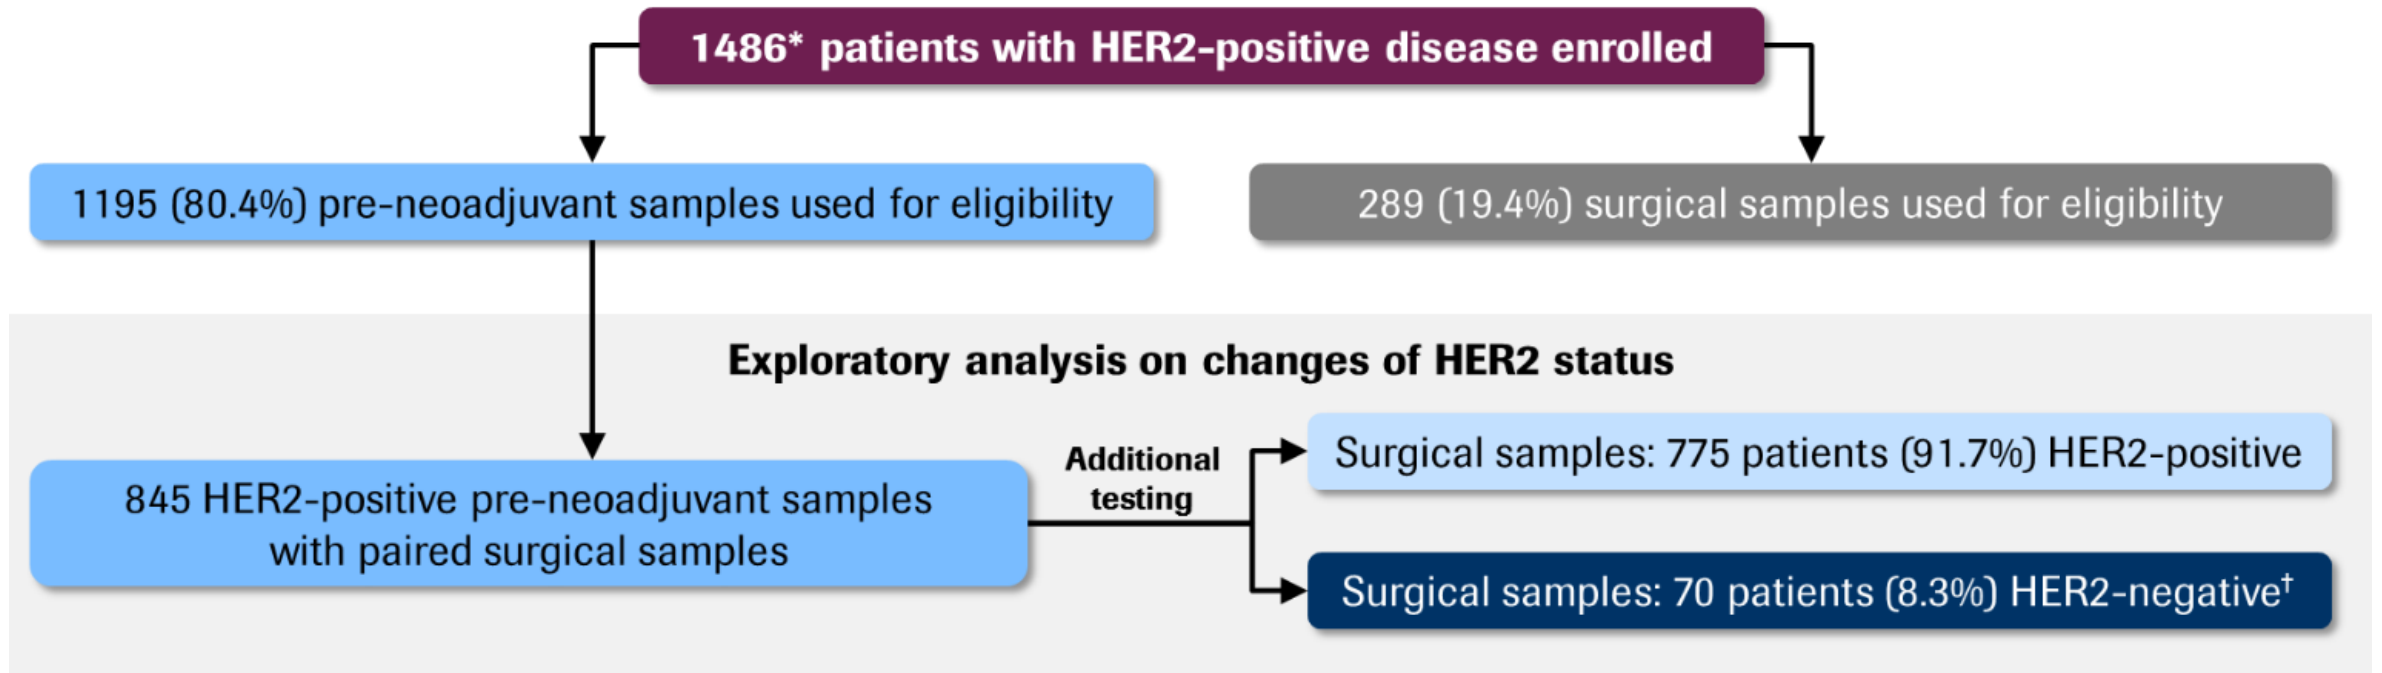 1486* patients with HER2-positive disease enrolled
1195 (80.4%) pre-neoadjuvant samples used for eligibility
289 (19.4%) surgical samples used for eligibility
Exploratory analysis on changes of HER2 status
845 HER2-positive pre-neoadjuvant samples
with paired surgical samples
Additional
testing
Surgical samples: 775 patients (91.7%) HER2-positive
Surgical samples: 70 patients (8.3%) HER2-negative†